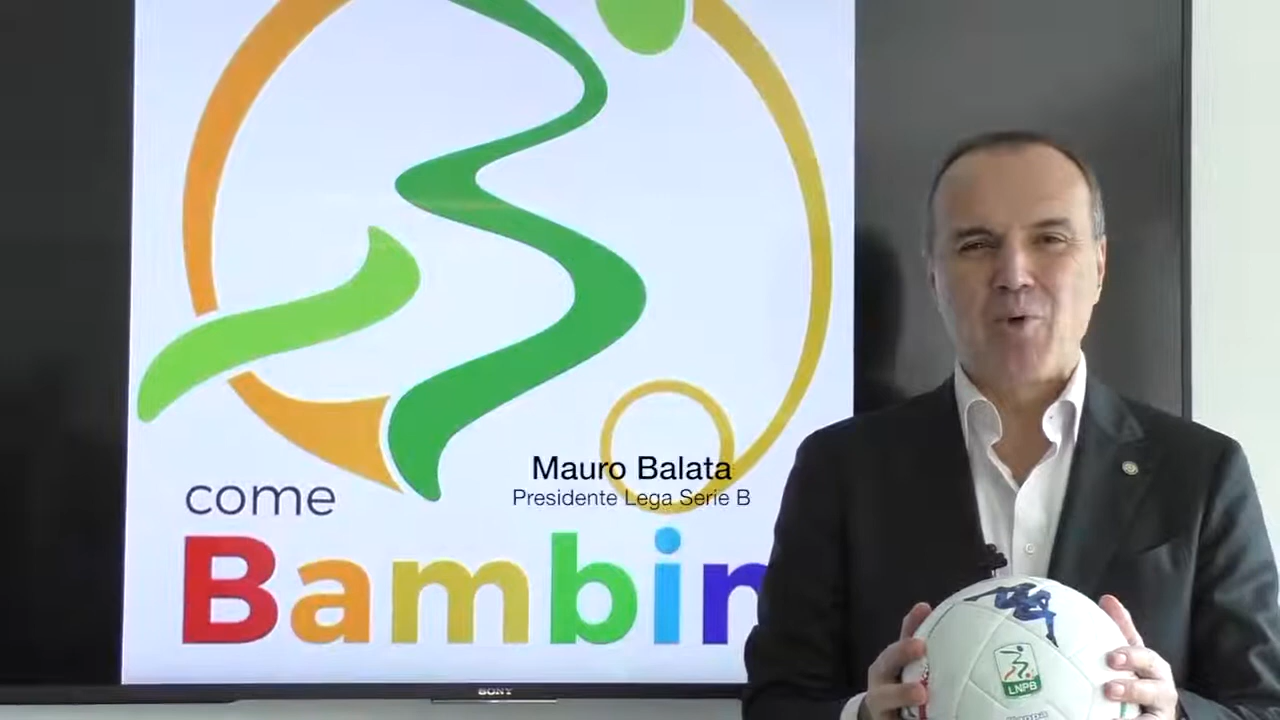 Mauro Balata
Presidente Lega Serie B
come
Bambin
SONY
LNPB